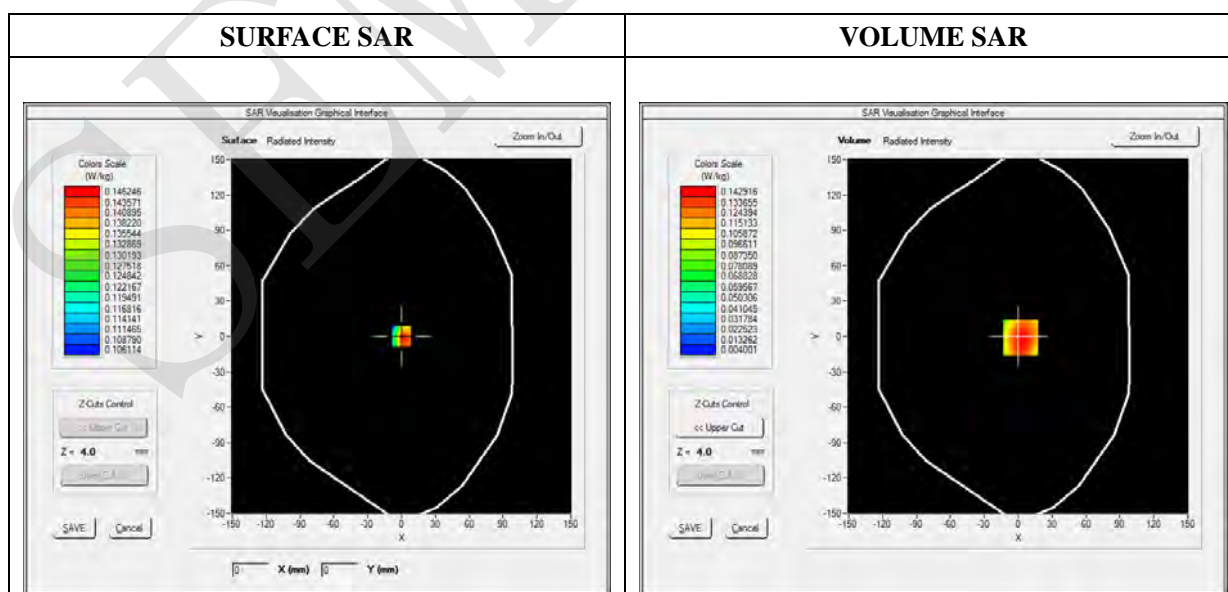 SURFACE SAR
SAR Visualisation Graphical Interface
Surface Radiated Intensity
Zoom In/Out
Colors Scale
(W/kg)
0.146246
0.143571
0.140895
0.138220
0.135544
0.132869
0.130193
0.127518
0.124842
0.122167
0.119491
0.116816
0.114141
0.111465
0.108790
0.106114
150
120
90
60
30
0
-30
-60
-90
-120
-150
Y
-150 -120 -90 -60 -30 0 30 60 90 120 150
X
Z-Cuts Control
<< Upper Cut
Z = 4.0 mm
SAVE
Cancel
0 X (mm) 0 Y (mm)
VOLUME SAR
SAR Visualisation Graphical Interface
Volume Radiated Intensity
Zoom In/Out
Colors Scale
(W/kg)
0.142916
0.133655
0.124394
0.115133
0.105872
0.096611
0.087350
0.078089
0.068828
0.059567
0.050306
0.041045
0.031784
0.022523
0.013262
0.004001
150
120
90
60
30
0
-30
-60
-90
-120
-150
Y
-150 -120 -90 -60 -30 0 30 60 90 120 150
X
Z-Cuts Control
<< Upper Cut
Z = 4.0 mm
SAVE
Cancel